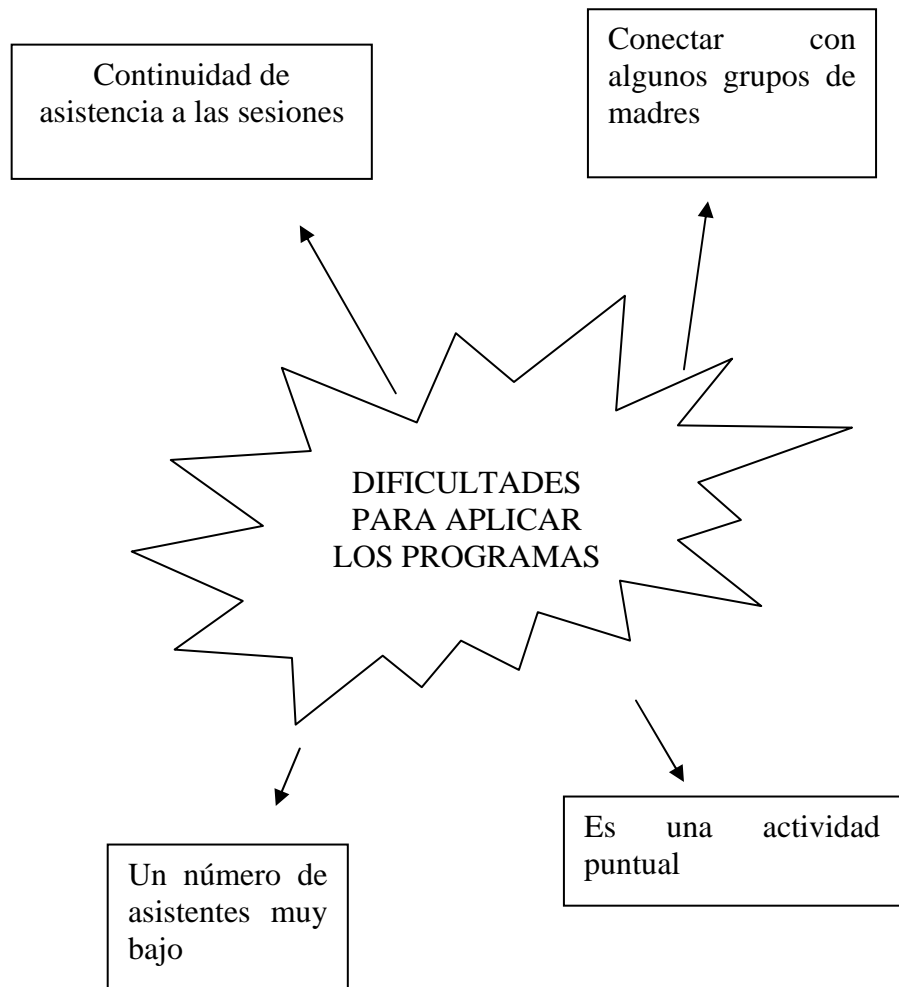 Continuidad de
asistencia a las sesiones
Conectar con
algunos grupos de
madres
DIFICULTADES
PARA APLICAR
LOS PROGRAMAS
Un número de
asistentes muy
bajo
Es una actividad
puntual